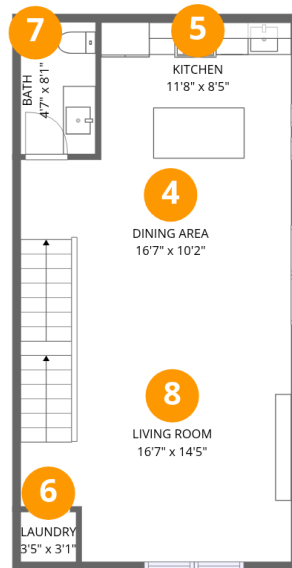 7
5
BATH
4'7" x 8'1"
KITCHEN
11'8" x 8'5"
4
DINING AREA
16'7" x 10'2"
8
LIVING ROOM
16'7" x 14'5"
6
LAUNDRY
3'5" x 3'1"